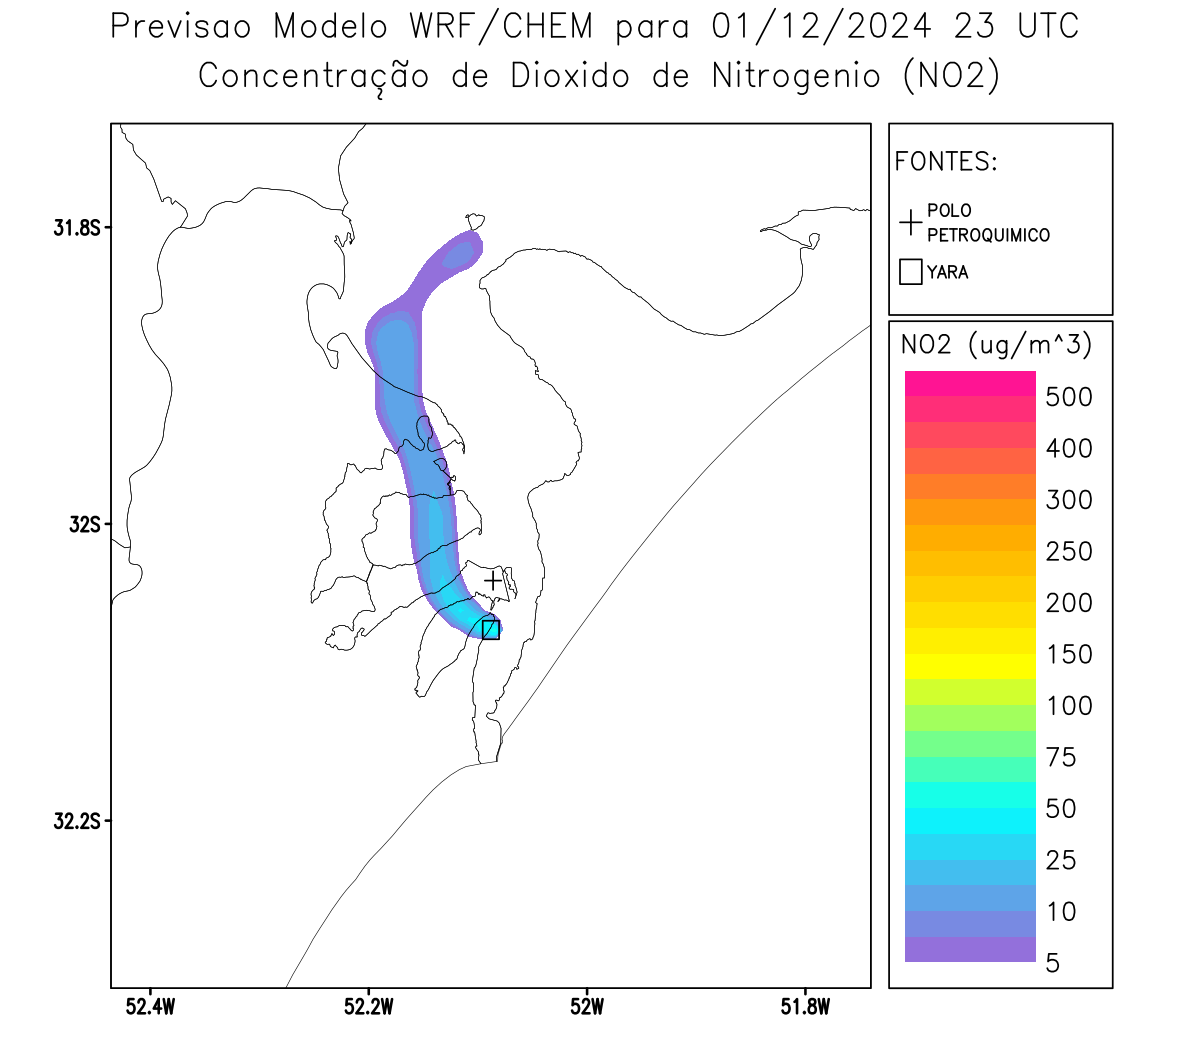 Previsao Modelo WRF/CHEM para 01/12/2024 23 UTC
Concentração de Dioxido de Nitrogenio (NO2)
FONTES:
POLO
PETROQUIMICO
YARA
NO2 (ug/m^3)
500
400
300
250
200
150
100
75
50
25
10
5
31.8S
32S
32.2S
52.4W
52.2W
52W
51.8W